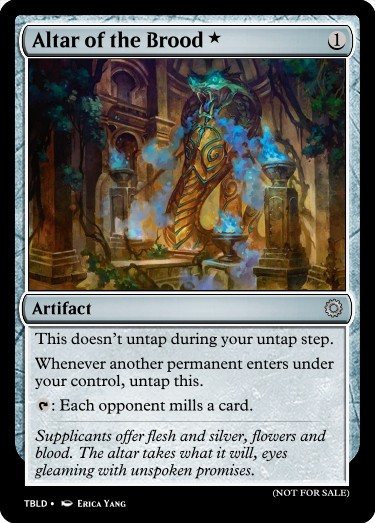 Altar of the Brood ★ 1
Artifact
This doesn't untap during your untap step.
Whenever another permanent enters under
your control, untap this.
: Each opponent mills a card.
Supplicants offer flesh and silver, flowers and
blood. The altar takes what it will, eyes
gleaming with unspoken promises.
(NOT FOR SALE)
TBLD • Erica Yang